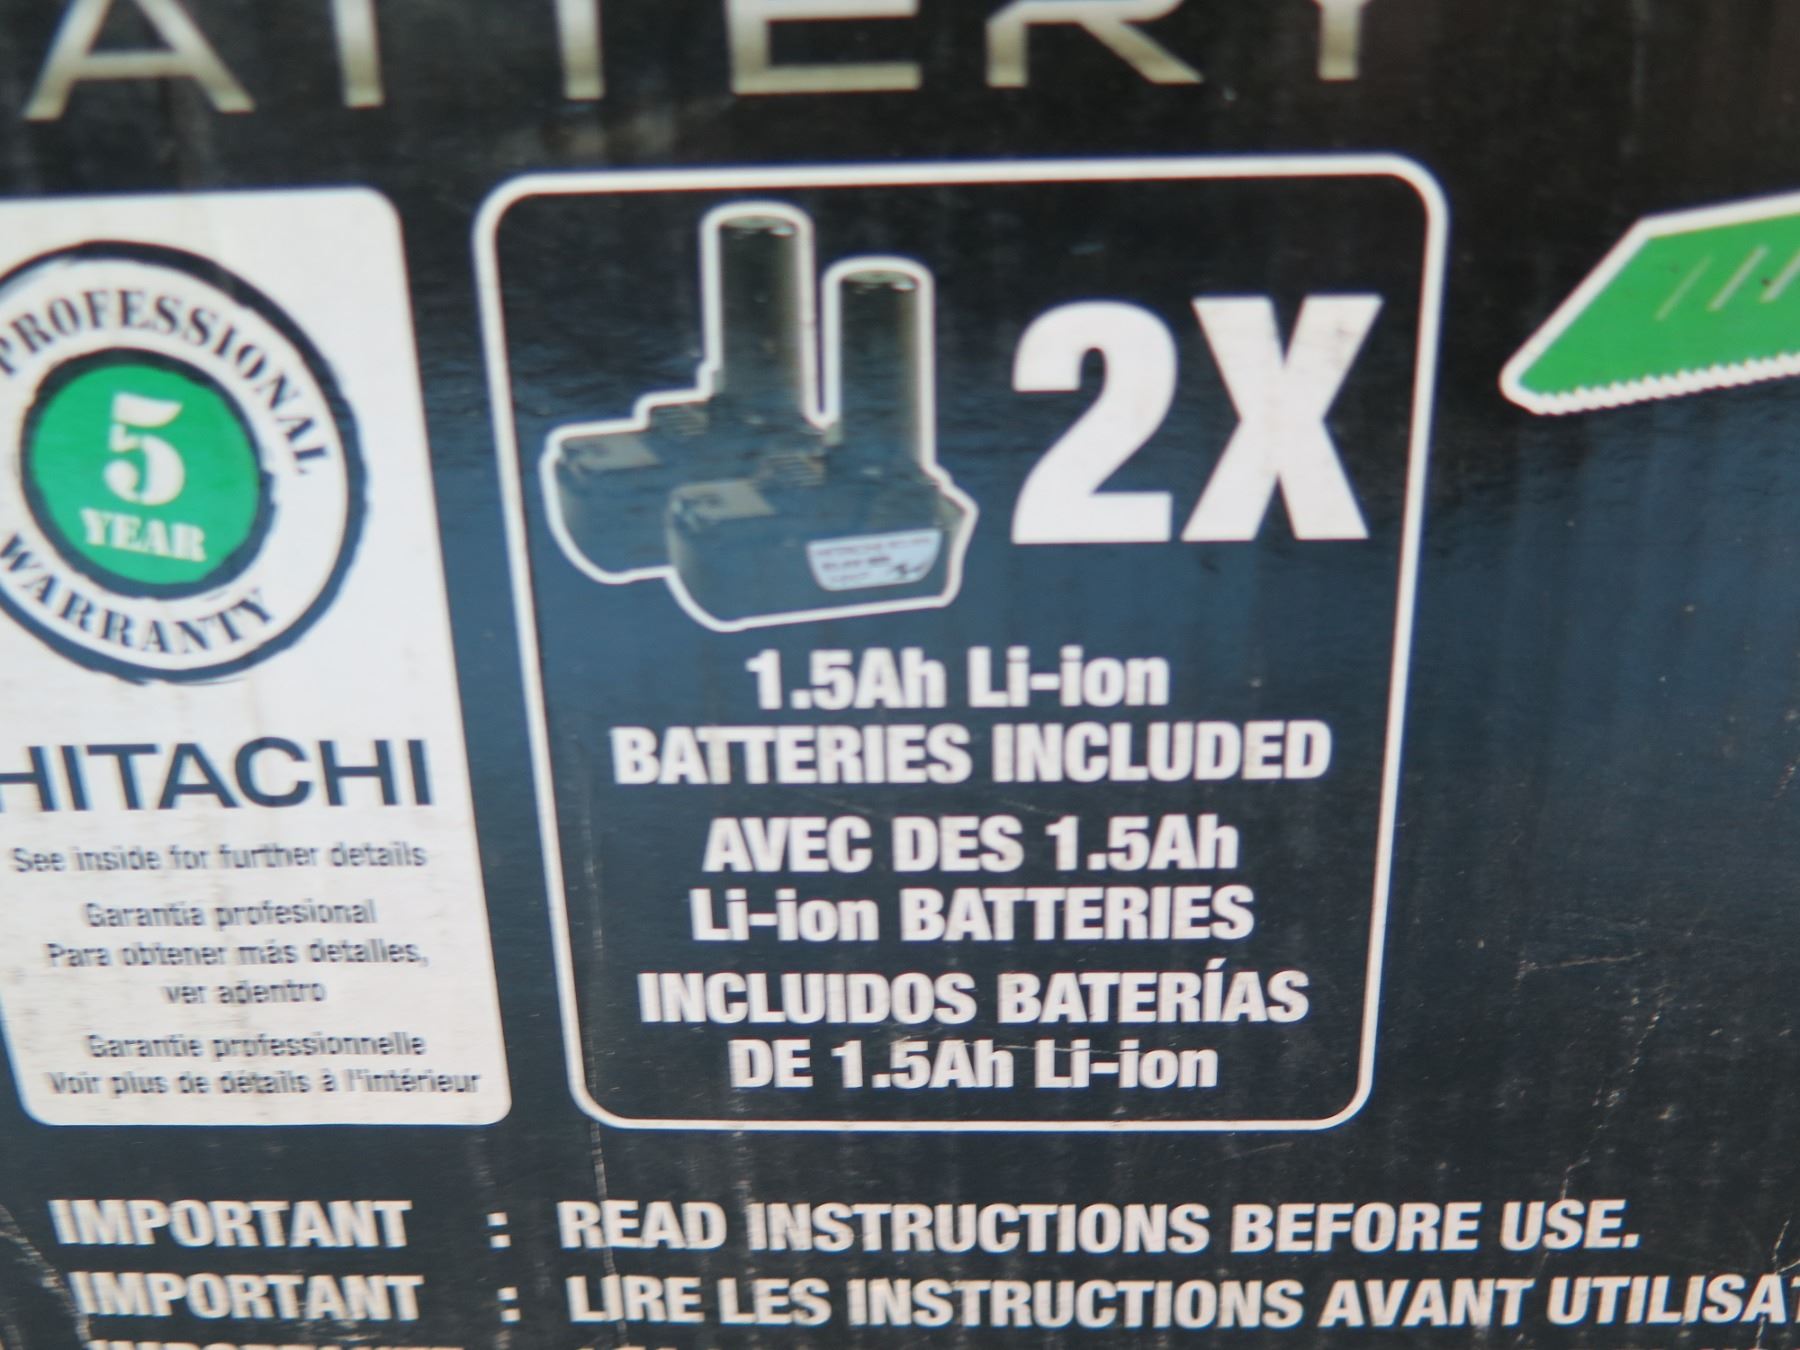 BATTERY
PROFESSIONAL
5
YEAR
WARRANTY
HITACHI
See inside for further details
Garantía profesional
Para obtener más detalles,
ver adentro
Garantie professionnelle
Voir plus de détails à l'intérieur
2X
1.5Ah Li-ion
BATTERIES INCLUDED
AVEC DES 1.5Ah
Li-ion BATTERIES
INCLUIDOS BATERÍAS
DE 1.5Ah Li-ion
IMPORTANT : READ INSTRUCTIONS BEFORE USE.
IMPORTANT : LIRE LES INSTRUCTIONS AVANT